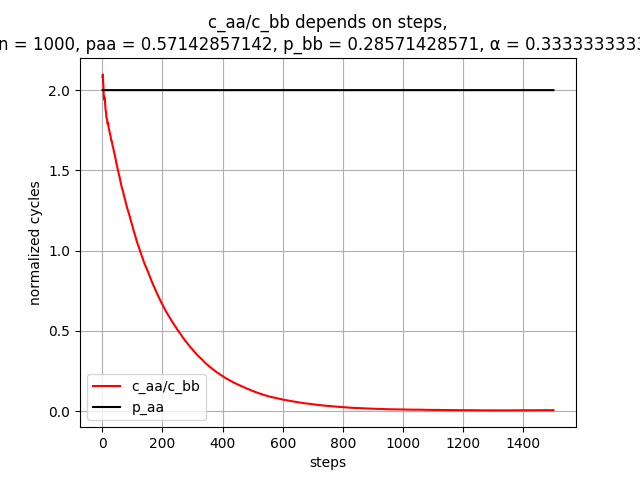 c_aa/c_bb depends on steps,
n = 1000, paa = 0.57142857142, p_bb = 0.28571428571, α = 0.3333333333
normalized cycles
2.0
1.5
1.0
0.5
0.0
c_aa/c_bb
p_aa
0 200 400 600 800 1000 1200 1400
steps